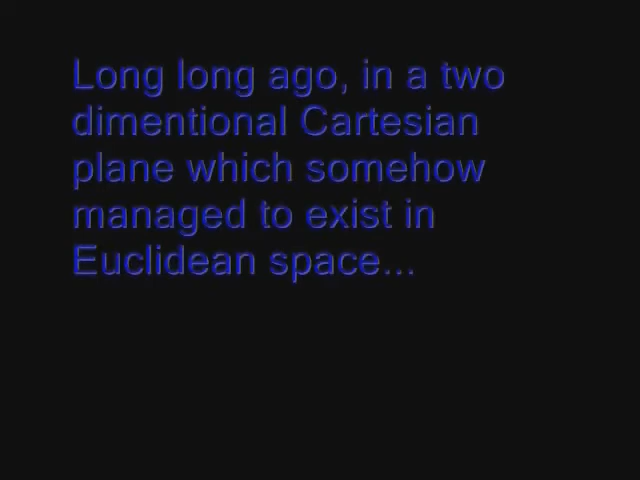 Long long ago, in a two
dimentional Cartesian
plane which somehow
managed to exist in
Euclidean space...